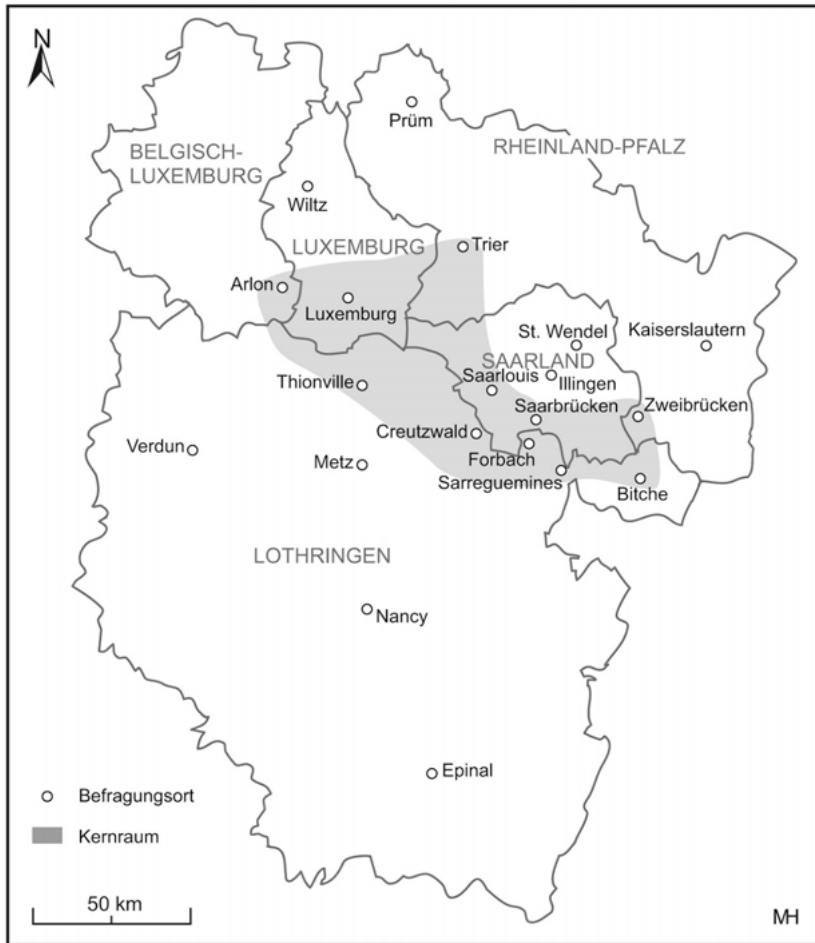 N
Prüm
BELGISCH-
LUXEMBURG
RHEINLAND-PFALZ
Wiltz
LUXEMBURG
Trier
Arlon
Luxemburg
St. Wendel
Kaiserslautern
SAARLAND
Thionville
Saarlouis
Illingen
Saarbrücken
Zweibrücken
Creutzwald
Verdun
Forbach
Metz
Sarreguemines
Bitche
LOTHRINGEN
Nancy
Epinal
Befragungsort
Kernraum
50 km
MH